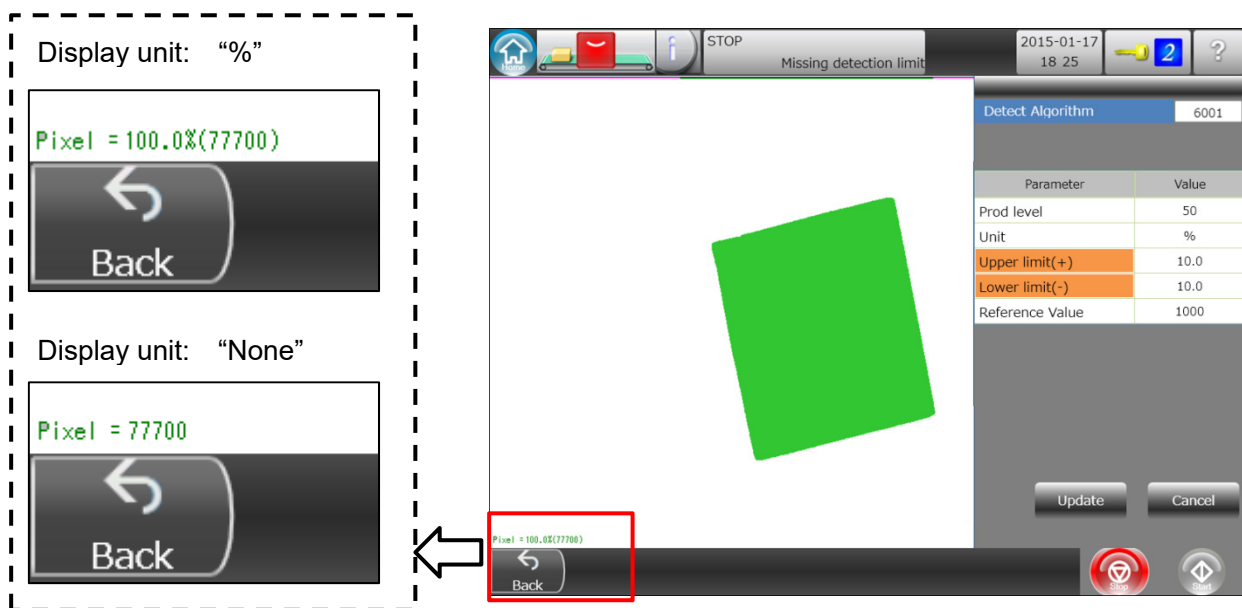 Display unit: “%”
Pixel = 100.0%(77700)
Back
Display unit: “None”
Pixel = 77700
Back
Home
i
STOP
Missing detection limit
2015-01-17
18 25
2
?
Detect Algorithm 6001
Parameter Value
Prod level 50
Unit %
Upper limit(+) 10.0
Lower limit(-) 10.0
Reference Value 1000
Update Cancel
Pixel = 100.0%(77700)
Back
Stop
Start